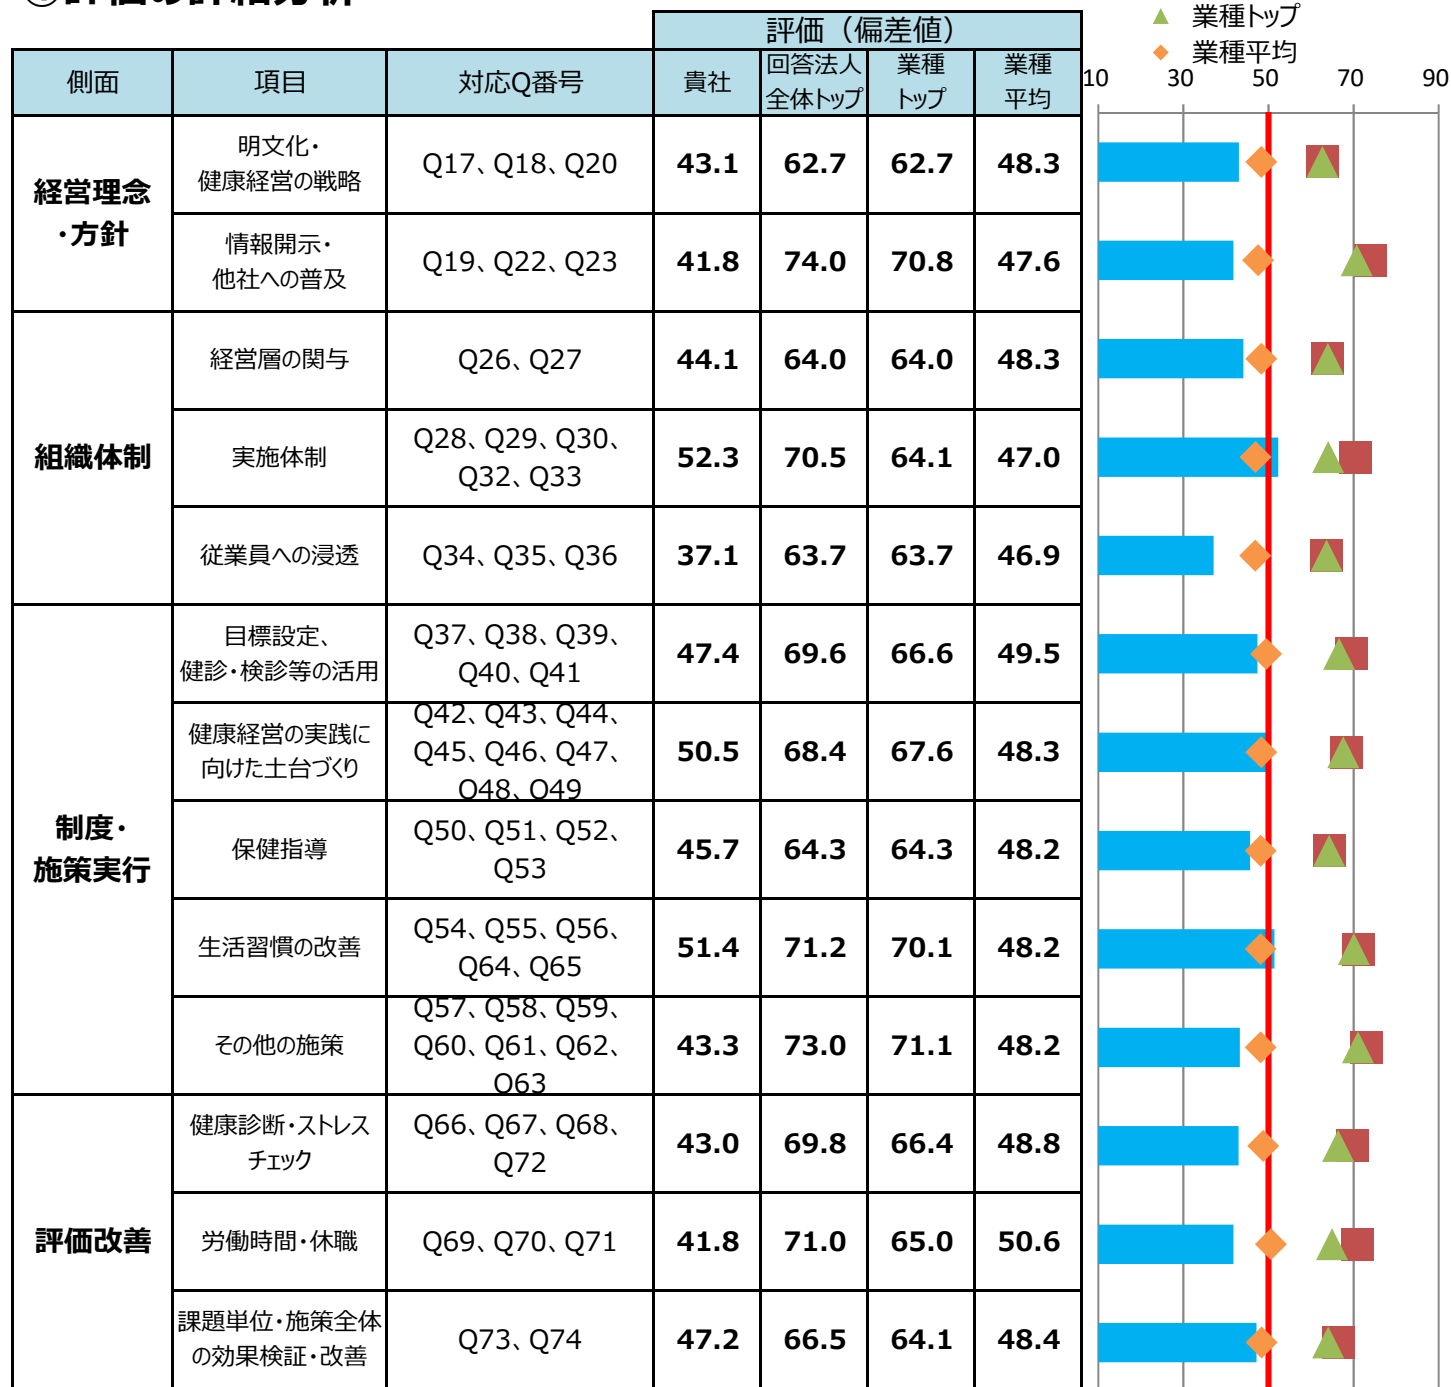 評価（偏差値）
▲ 業種トップ
◆ 業種平均
側面 項目 対応Q番号 貴社 回答法人 業種 業種
全体トップ トップ 平均
10 30 50 70 90
経営理念
・方針
明文化・
健康経営の戦略
Q17、Q18、Q20 43.1 62.7 62.7 48.3
情報開示・
他社への普及
Q19、Q22、Q23 41.8 74.0 70.8 47.6
組織体制
経営層の関与 Q26、Q27 44.1 64.0 64.0 48.3
実施体制
Q28、Q29、Q30、
Q32、Q33
52.3 70.5 64.1 47.0
従業員への浸透 Q34、Q35、Q36 37.1 63.7 63.7 46.9
制度・
施策実行
目標設定、
健診・検診等の活用
Q37、Q38、Q39、
Q40、Q41
47.4 69.6 66.6 49.5
健康経営の実践に
向けた土台づくり
Q42、Q43、Q44、
Q45、Q46、Q47、
Q48、Q49
50.5 68.4 67.6 48.3
保健指導
Q50、Q51、Q52、
Q53
45.7 64.3 64.3 48.2
生活習慣の改善
Q54、Q55、Q56、
Q64、Q65
51.4 71.2 70.1 48.2
その他の施策
Q57、Q58、Q59、
Q60、Q61、Q62、
Q63
43.3 73.0 71.1 48.2
評価改善
健康診断・ストレス
チェック
Q66、Q67、Q68、
Q72
43.0 69.8 66.4 48.8
労働時間・休職 Q69、Q70、Q71 41.8 71.0 65.0 50.6
課題単位・施策全体
の効果検証・改善
Q73、Q74 47.2 66.5 64.1 48.4